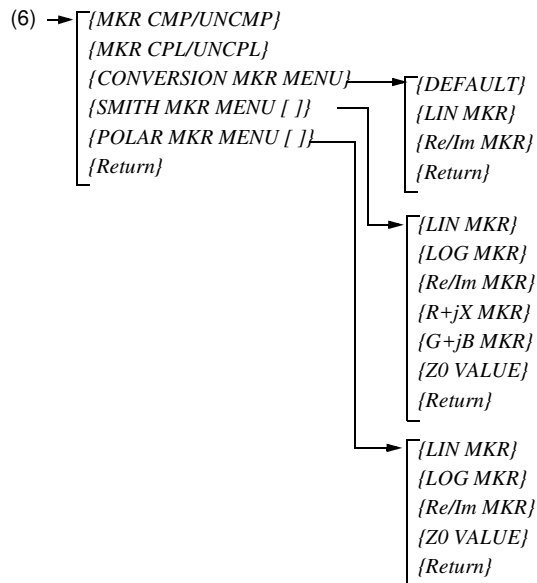 (6)
{MKR CMP/UNCMP}
{MKR CPL/UNCPL}
{CONVERSION MKR MENU}
{SMITH MKR MENU [ ]}
{POLAR MKR MENU [ ]}
{Return}
{DEFAULT}
{LIN MKR}
{Re/Im MKR}
{Return}
{LIN MKR}
{LOG MKR}
{Re/Im MKR}
{R+jX MKR}
{G+jB MKR}
{Z0 VALUE}
{Return}
{LIN MKR}
{LOG MKR}
{Re/Im MKR}
{Z0 VALUE}
{Return}